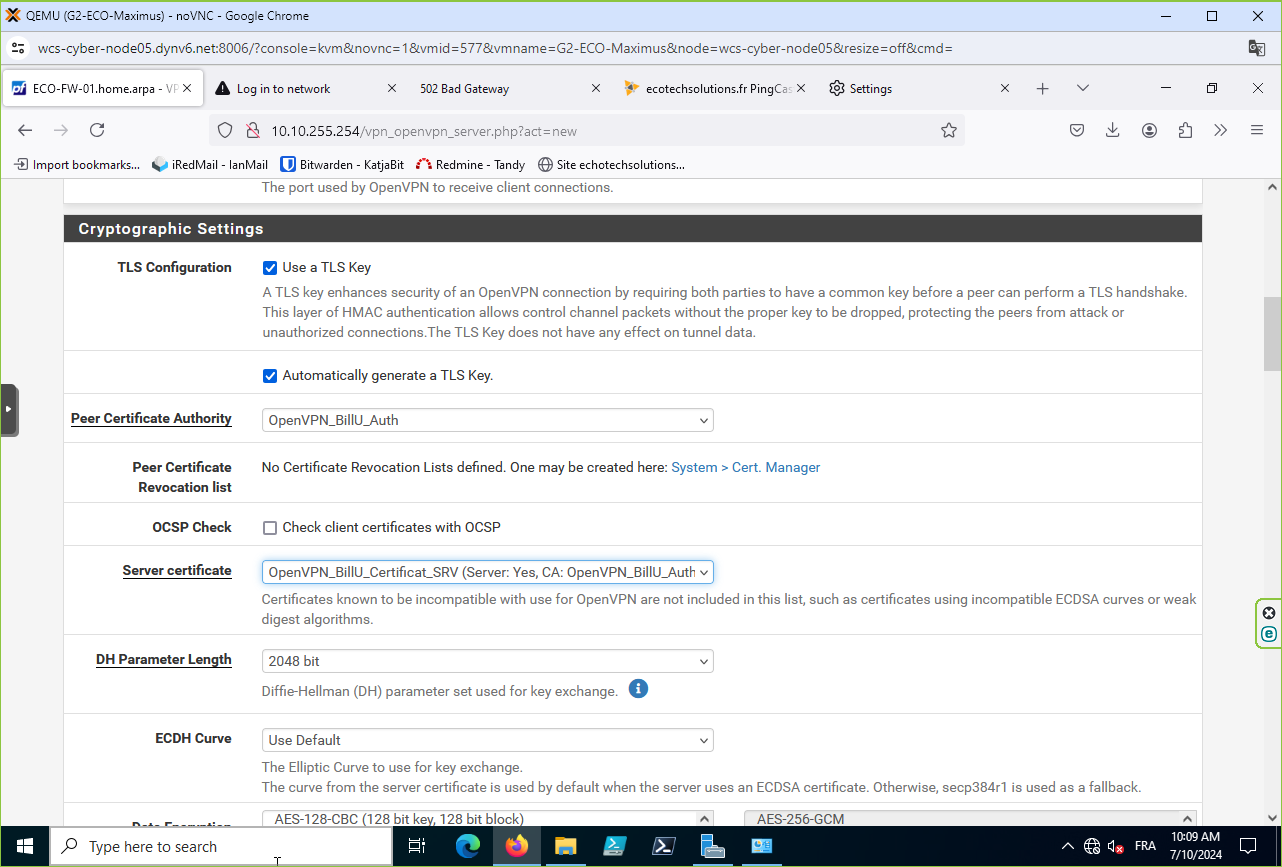 QEMU (G2-ECO-Maximus) - noVNC - Google Chrome
wcs-cyber-node05.dynv6.net:8006/?console=kvm&novnc=1&vmid=577&vmname=G2-ECO-Maximus&node=wcs-cyber-node05&resize=off&cmd=
ECO-FW-01.home.arpa - VP
Log in to network
502 Bad Gateway
ecotechsolutions.fr PingCas
Settings
10.10.255.254/vpn_openvpn_server.php?act=new
Import bookmarks...
iRedMail - IanMail
Bitwarden - KatjaBit
Redmine - Tandy
Site echotechsolutions...
The port used by OpenVPN to receive client connections.
Cryptographic Settings
TLS Configuration
Use a TLS Key
A TLS key enhances security of an OpenVPN connection by requiring both parties to have a common key before a peer can perform a TLS handshake.
This layer of HMAC authentication allows control channel packets without the proper key to be dropped, protecting the peers from attack or
unauthorized connections.The TLS Key does not have any effect on tunnel data.
Automatically generate a TLS Key.
Peer Certificate Authority
OpenVPN_BillU_Auth
Peer Certificate
Revocation list
No Certificate Revocation Lists defined. One may be created here: System > Cert. Manager
OCSP Check
Check client certificates with OCSP
Server certificate
OpenVPN_BillU_Certificat_SRV (Server: Yes, CA: OpenVPN_BillU_Auth
Certificates known to be incompatible with use for OpenVPN are not included in this list, such as certificates using incompatible ECDSA curves or weak
digest algorithms.
DH Parameter Length
2048 bit
Diffie-Hellman (DH) parameter set used for key exchange.
ECDH Curve
Use Default
The Elliptic Curve to use for key exchange.
The curve from the server certificate is used by default when the server uses an ECDSA certificate. Otherwise, secp384r1 is used as a fallback.
Data Encryption
AES-128-CBC (128 bit key, 128 bit block)
AES-256-GCM
Type here to search
FRA
10:09 AM
7/10/2024